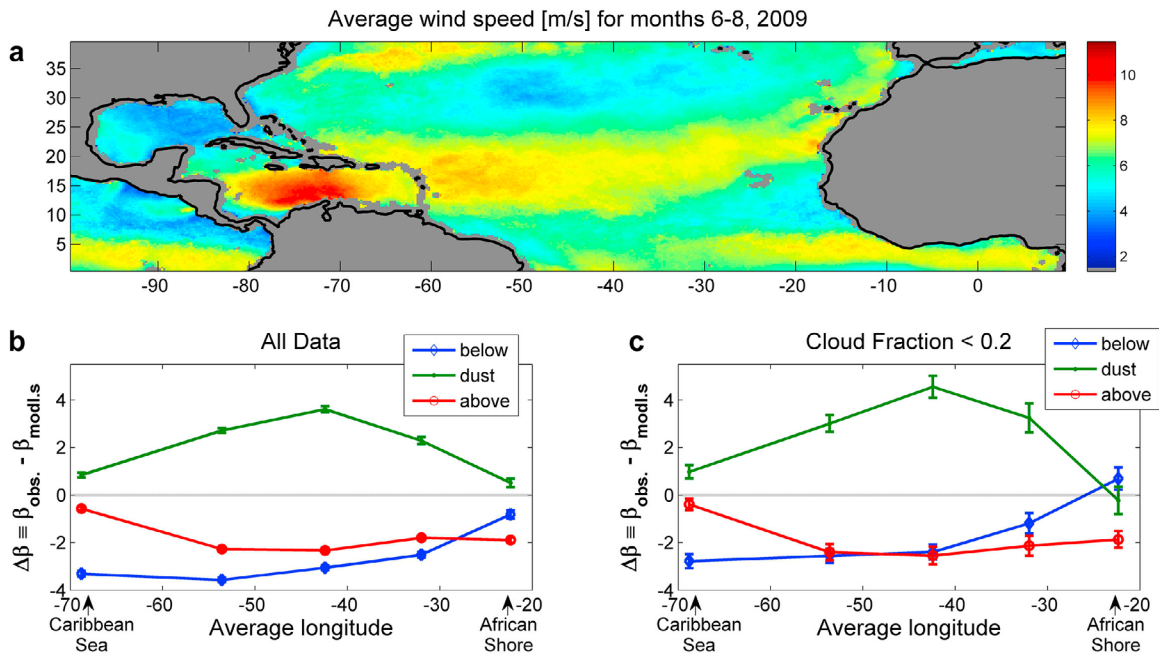 Average wind speed [m/s] for months 6-8, 2009
a
35
30
25
20
15
10
5
-90 -80 -70 -60 -50 -40 -30 -20 -10 0
10
8
6
4
2
b
All Data
below
dust
above
Δβ ≡ βobs. - βmodl.s
4
2
0
-2
-4
-70 -60 -50 -40 -30 -20
Caribbean
Sea
Average longitude
African
Shore
c
Cloud Fraction < 0.2
below
dust
above
Δβ ≡ βobs. - βmodl.s
4
2
0
-2
-4
-70 -60 -50 -40 -30 -20
Caribbean
Sea
Average longitude
African
Shore